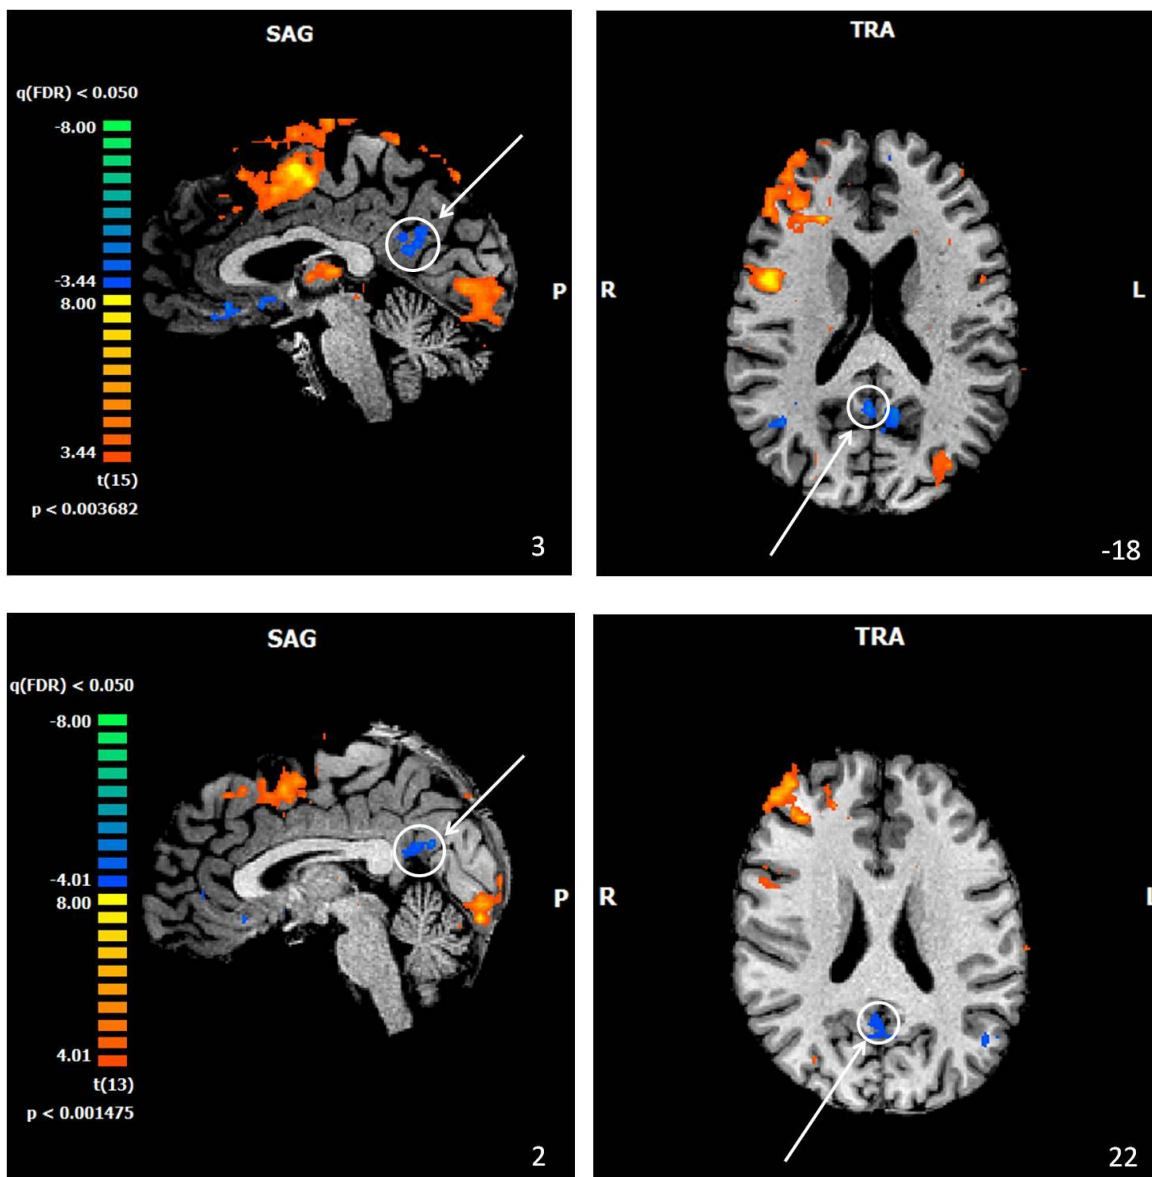 SAG
q(FDR) < 0.050
-8.00
-3.44
8.00
3.44
t(15)
p < 0.003682
P
3
TRA
R
L
-18
SAG
q(FDR) < 0.050
-8.00
-4.01
8.00
4.01
t(13)
p < 0.001475
P
2
TRA
R
L
22